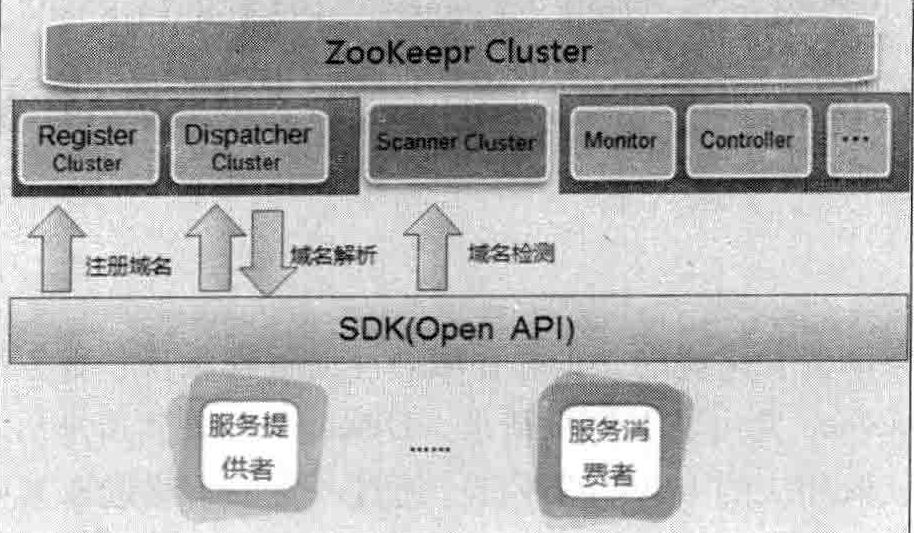 ZooKeepr Cluster
Register
Cluster
Dispatcher
Cluster
Scanner Cluster
Monitor
Controller
...
注册域名
域名解析
域名检测
SDK(Open API)
服务提
供者
......
服务消
费者